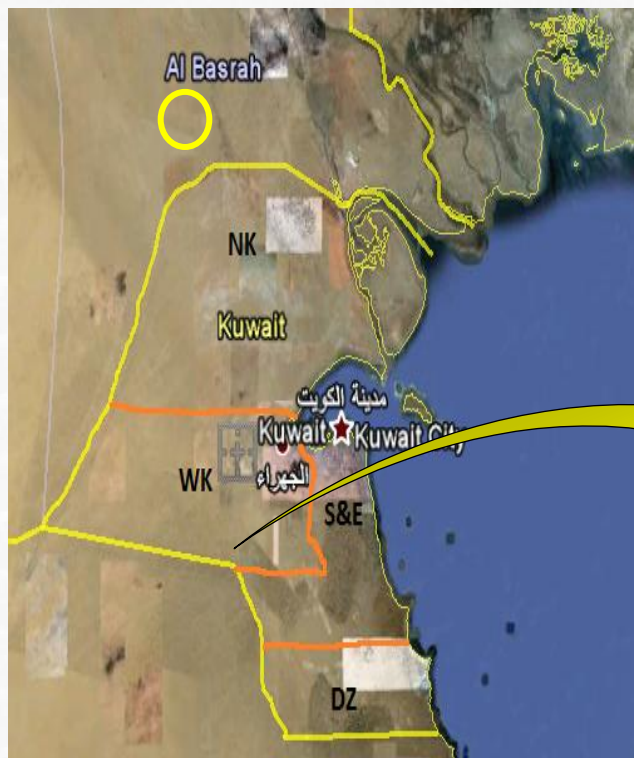 Al Basrah
NK
Kuwait
مدينة الكويت
Kuwait Kuwait City
الجهراء
WK
S&E
DZ